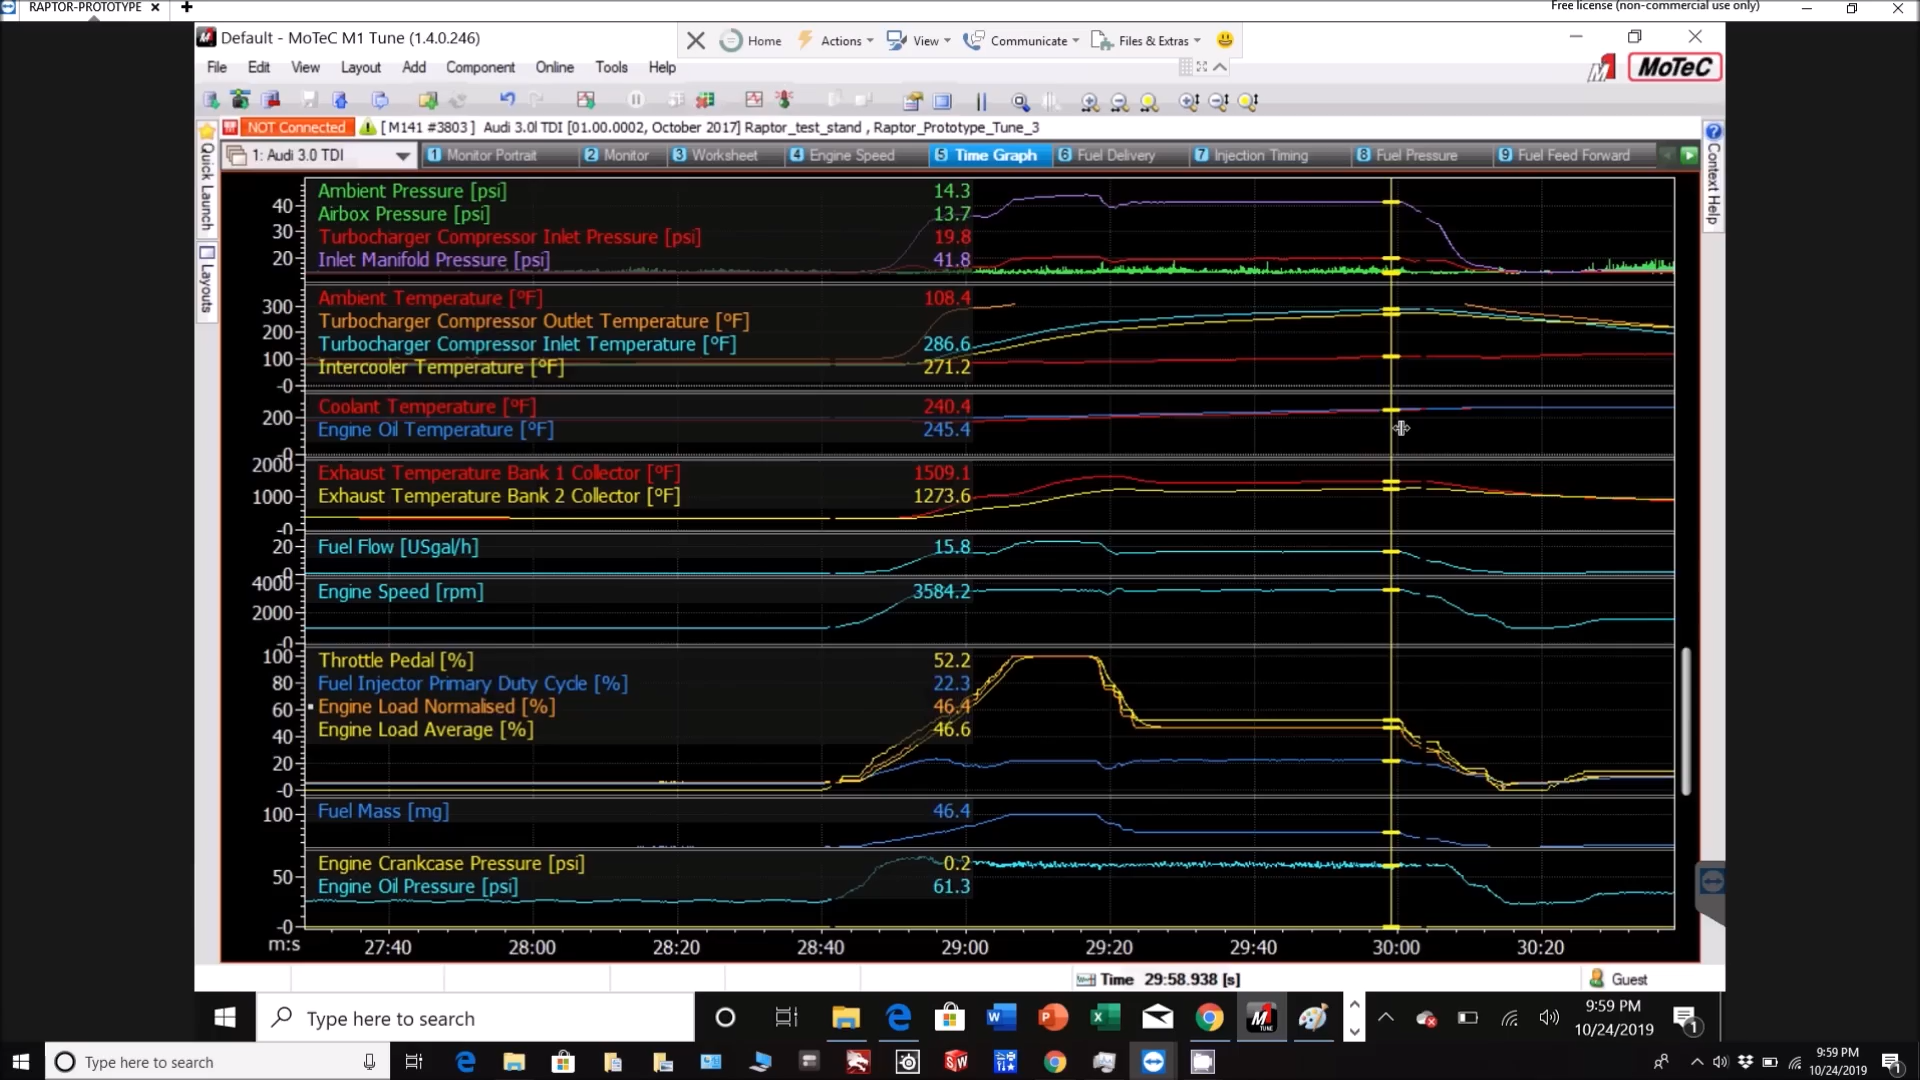 RAPTOR-PROTOTYPE × +
Free license (non-commercial use only)
Default - MoTeC M1 Tune (1.4.0.246)
Home Actions View Communicate Files & Extras
File Edit View Layout Add Component Online Tools Help
MoTeC
NOT Connected [ M141 #3803 ] Audi 3.0l TDI [01.00.0002, October 2017] Raptor_test_stand , Raptor_Prototype_Tune_3
1: Audi 3.0 TDI 1 Monitor Portrait 2 Monitor 3 Worksheet 4 Engine Speed 5 Time Graph 6 Fuel Delivery 7 Injection Timing 8 Fuel Pressure 9 Fuel Feed Forward
Quick Launch
Layouts
Context Help
40
30
20
Ambient Pressure [psi] 14.3
Airbox Pressure [psi] 13.7
Turbocharger Compressor Inlet Pressure [psi] 19.8
Inlet Manifold Pressure [psi] 41.8
300
200
100
-0
Ambient Temperature [°F] 108.4
Turbocharger Compressor Outlet Temperature [°F]
Turbocharger Compressor Inlet Temperature [°F] 286.6
Intercooler Temperature [°F] 271.2
200
-0
Coolant Temperature [°F] 240.4
Engine Oil Temperature [°F] 245.4
2000
1000
-0
Exhaust Temperature Bank 1 Collector [°F] 1509.1
Exhaust Temperature Bank 2 Collector [°F] 1273.6
20
-0
Fuel Flow [USgal/h] 15.8
4000
2000
-0
Engine Speed [rpm] 3584.2
100
80
60
40
20
-0
Throttle Pedal [%] 52.2
Fuel Injector Primary Duty Cycle [%] 22.3
Engine Load Normalised [%] 46.4
Engine Load Average [%] 46.6
100
Fuel Mass [mg] 46.4
50
-0
Engine Crankcase Pressure [psi] 0.2
Engine Oil Pressure [psi] 61.3
m:s 27:40 28:00 28:20 28:40 29:00 29:20 29:40 30:00 30:20
Time 29:58.938 [s]
Guest
Type here to search
9:59 PM
10/24/2019
1
Type here to search
9:59 PM
10/24/2019
1